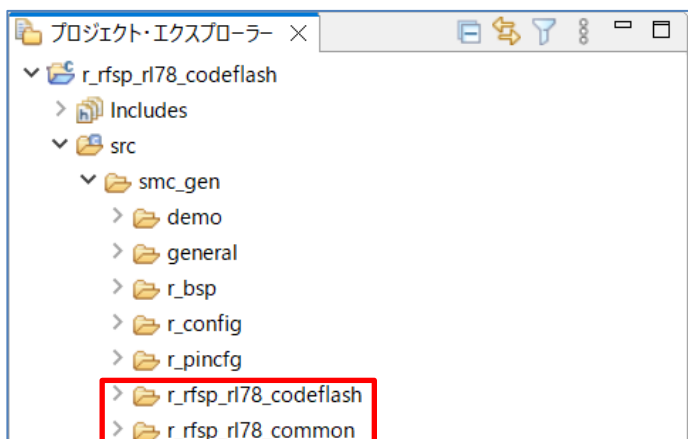 プロジェクト・エクスプローラー
r_rfsp_rl78_codeflash
Includes
src
smc_gen
demo
general
r_bsp
r_config
r_pincfg
r_rfsp_rl78_codeflash
r_rfsp_rl78_common